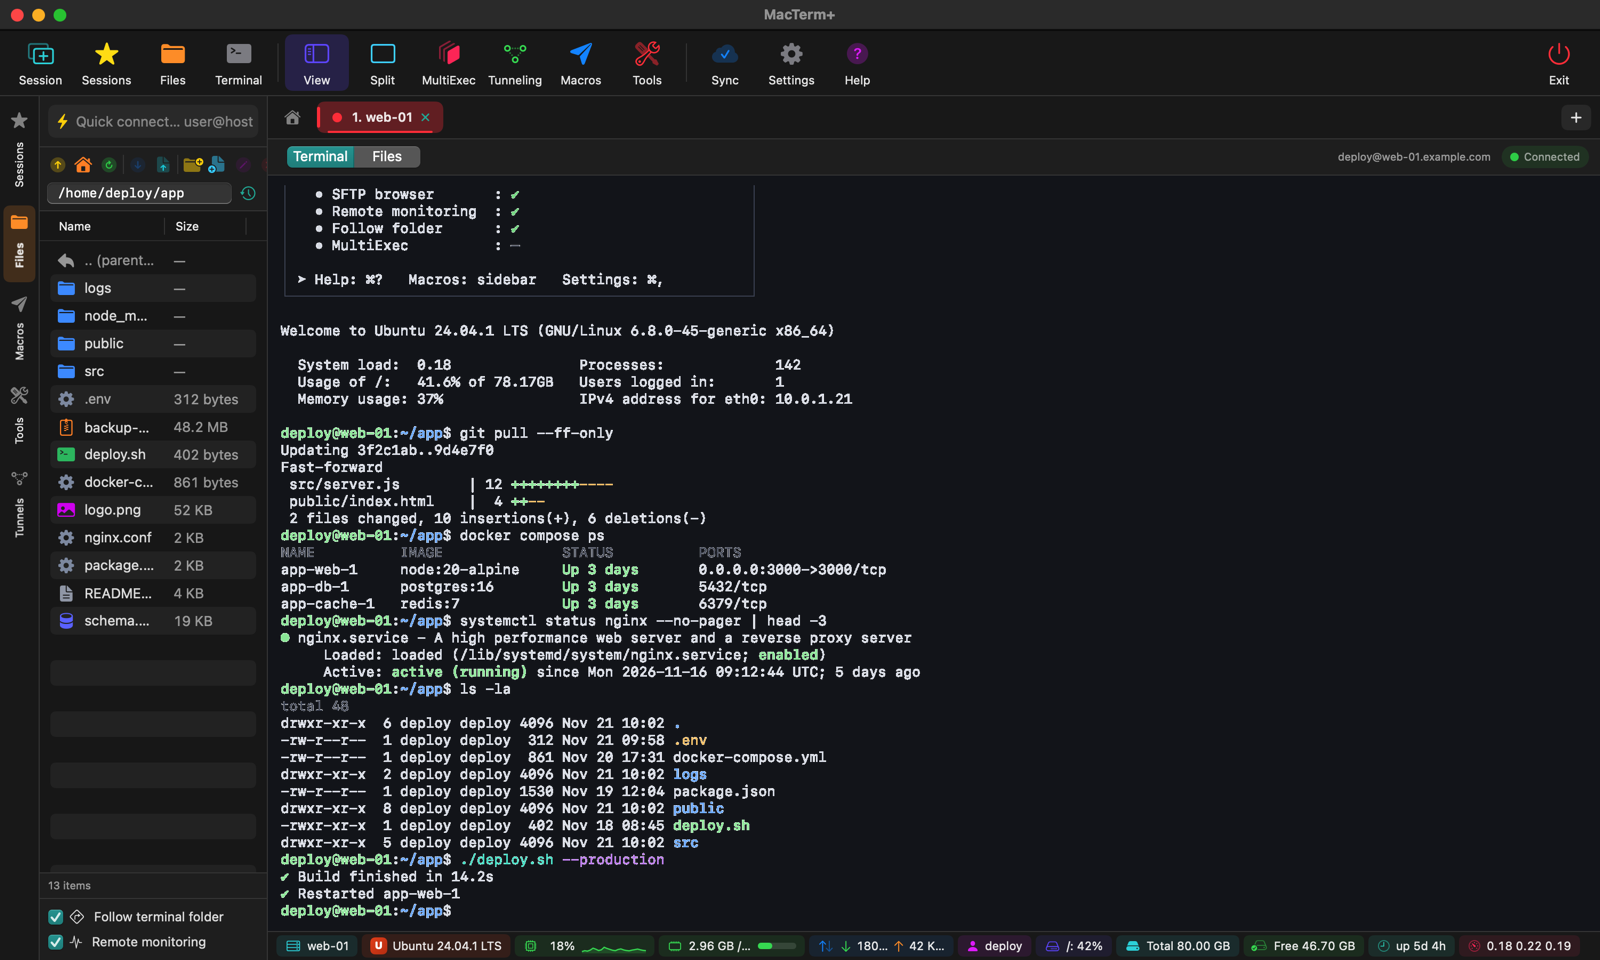 MacTerm+
Session Sessions Files Terminal View Split MultiExec Tunneling Macros Tools Sync Settings Help Exit
Quick connect... user@host
1. web-01
Terminal Files
deploy@web-01.example.com Connected
Sessions
Files
Macros
Tools
Tunnels
/home/deploy/app
Name Size
.. (parent... —
logs —
node_m... —
public —
src —
.env 312 bytes
backup-... 48.2 MB
deploy.sh 402 bytes
docker-c... 861 bytes
logo.png 52 KB
nginx.conf 2 KB
package.... 2 KB
README... 4 KB
schema.... 19 KB
13 items
Follow terminal folder
Remote monitoring
• SFTP browser : ✔
• Remote monitoring : ✔
• Follow folder : ✔
• MultiExec : —
➤ Help: ⌘? Macros: sidebar Settings: ⌘,
Welcome to Ubuntu 24.04.1 LTS (GNU/Linux 6.8.0-45-generic x86_64)
System load: 0.18 Processes: 142
Usage of /: 41.6% of 78.17GB Users logged in: 1
Memory usage: 37% IPv4 address for eth0: 10.0.1.21
deploy@web-01:~/app$ git pull --ff-only
Updating 3f2c1ab..9d4e7f0
Fast-forward
src/server.js | 12 ++++++++----
public/index.html | 4 ++--
2 files changed, 10 insertions(+), 6 deletions(-)
deploy@web-01:~/app$ docker compose ps
NAME IMAGE STATUS PORTS
app-web-1 node:20-alpine Up 3 days 0.0.0.0:3000->3000/tcp
app-db-1 postgres:16 Up 3 days 5432/tcp
app-cache-1 redis:7 Up 3 days 6379/tcp
deploy@web-01:~/app$ systemctl status nginx --no-pager | head -3
● nginx.service - A high performance web server and a reverse proxy server
Loaded: loaded (/lib/systemd/system/nginx.service; enabled)
Active: active (running) since Mon 2026-11-16 09:12:44 UTC; 5 days ago
deploy@web-01:~/app$ ls -la
total 48
drwxr-xr-x 6 deploy deploy 4096 Nov 21 10:02 .
-rw-r--r-- 1 deploy deploy 312 Nov 21 09:58 .env
-rw-r--r-- 1 deploy deploy 861 Nov 20 17:31 docker-compose.yml
drwxr-xr-x 2 deploy deploy 4096 Nov 21 10:02 logs
-rw-r--r-- 1 deploy deploy 1530 Nov 19 12:04 package.json
drwxr-xr-x 8 deploy deploy 4096 Nov 21 10:02 public
-rwxr-xr-x 1 deploy deploy 402 Nov 18 08:45 deploy.sh
drwxr-xr-x 5 deploy deploy 4096 Nov 21 10:02 src
deploy@web-01:~/app$ ./deploy.sh --production
✔ Build finished in 14.2s
✔ Restarted app-web-1
deploy@web-01:~/app$
web-01 Ubuntu 24.04.1 LTS 18% 2.96 GB /... ↓ 180... ↑ 42 K... deploy /: 42% Total 80.00 GB Free 46.70 GB up 5d 4h 0.18 0.22 0.19